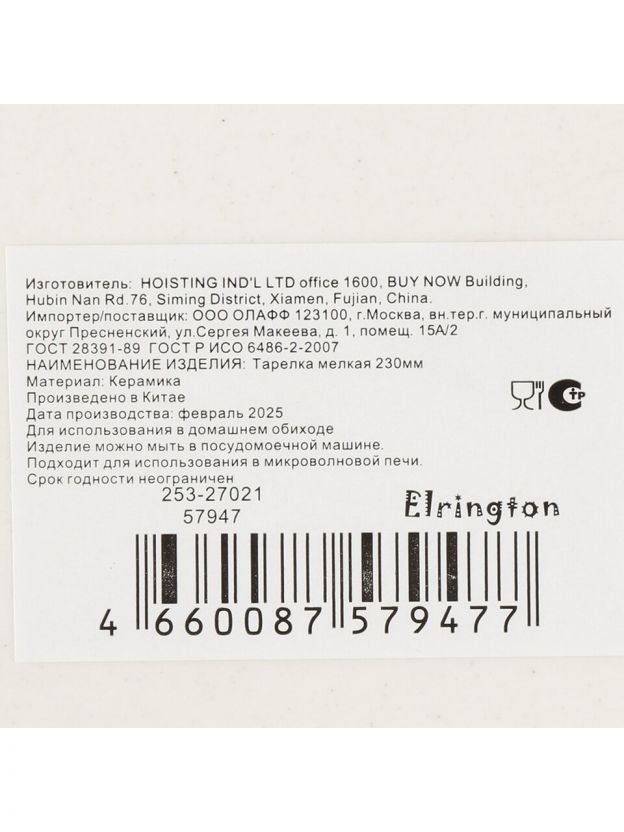 Изготовитель: HOISTING IND'L LTD office 1600, BUY NOW Building,
Hubin Nan Rd.76, Siming District, Xiamen, Fujian, China.
Импортер/поставщик: ООО ОЛАФФ 123100, г.Москва, вн.тер.г. муниципальный
округ Пресненский, ул.Сергея Макеева, д. 1, помещ. 15А/2
ГОСТ 28391-89 ГОСТ Р ИСО 6486-2-2007
НАИМЕНОВАНИЕ ИЗДЕЛИЯ: Тарелка мелкая 230мм
Материал: Керамика
Произведено в Китае
Дата производства: февраль 2025
Для использования в домашнем обиходе
Изделие можно мыть в посудомоечной машине.
Подходит для использования в микроволновой печи.
Срок годности неограничен
253-27021
57947
Elrington
4 660087 579477